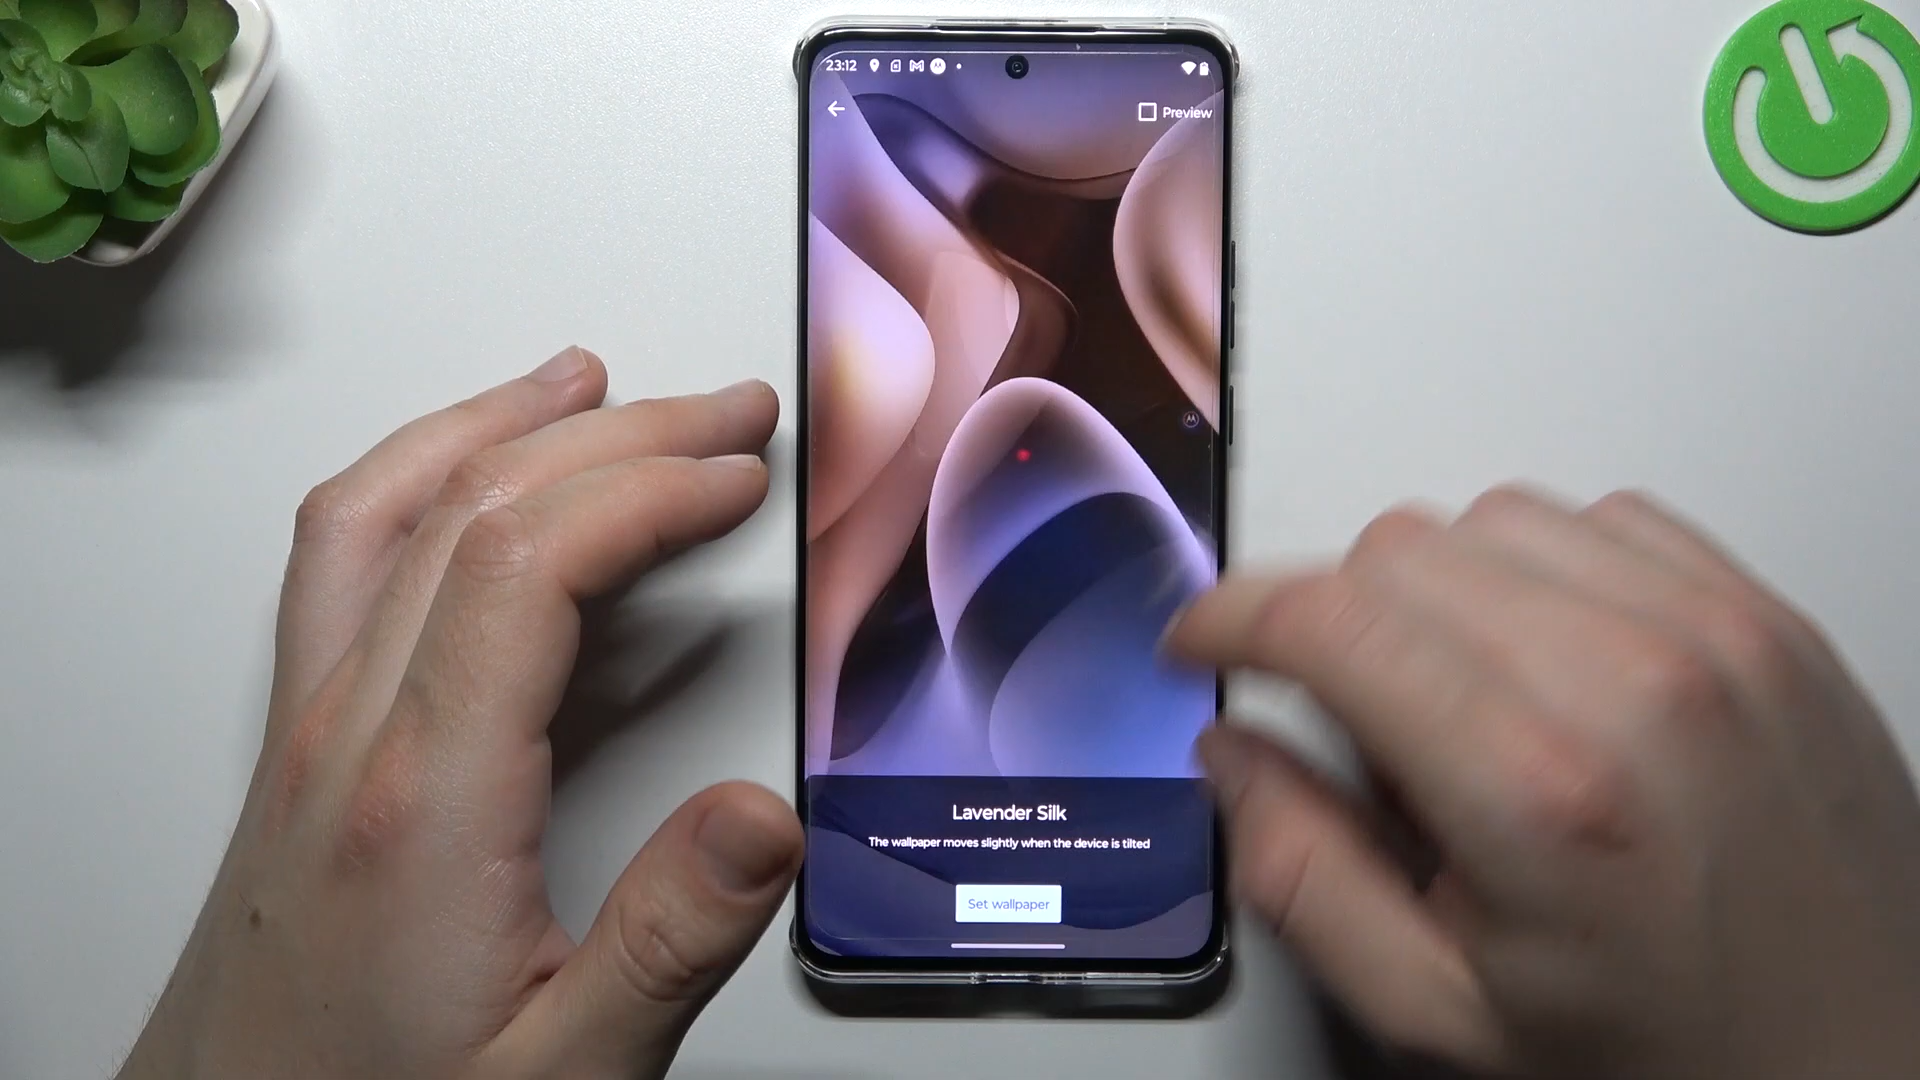 23:12
Preview
Lavender Silk
The wallpaper moves slightly when the device is tilted
Set wallpaper